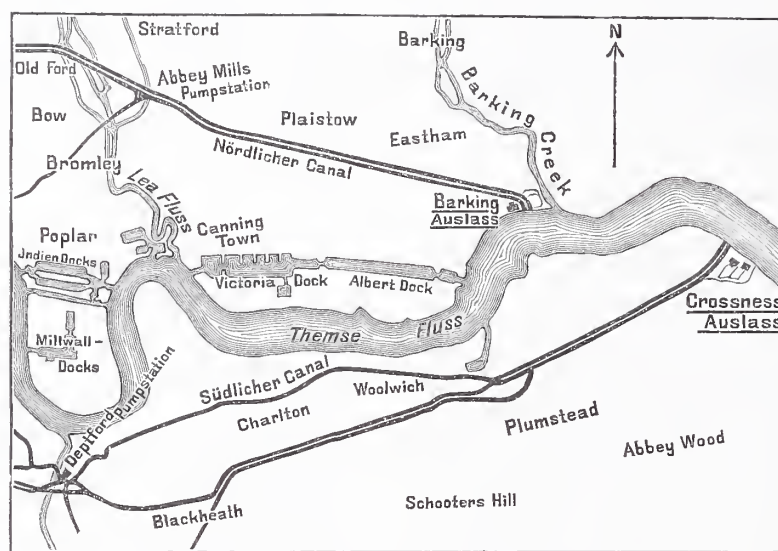 Stratford
Barking
N
Old Ford
Abbey Mills
Pumpstation
Barking Creek
Bow
Plaistow
Eastham
Nördlicher Canal
Bromley
Lea Fluss
Barking
Auslass
Canning
Town
Poplar
Indien Docks
Victoria Dock
Albert Dock
Crossness
Auslass
Themse Fluss
Millwall-
Docks
Deptford Pumpstation
Südlicher Canal
Woolwich
Charlton
Plumstead
Abbey Wood
Schooters Hill
Blackheath